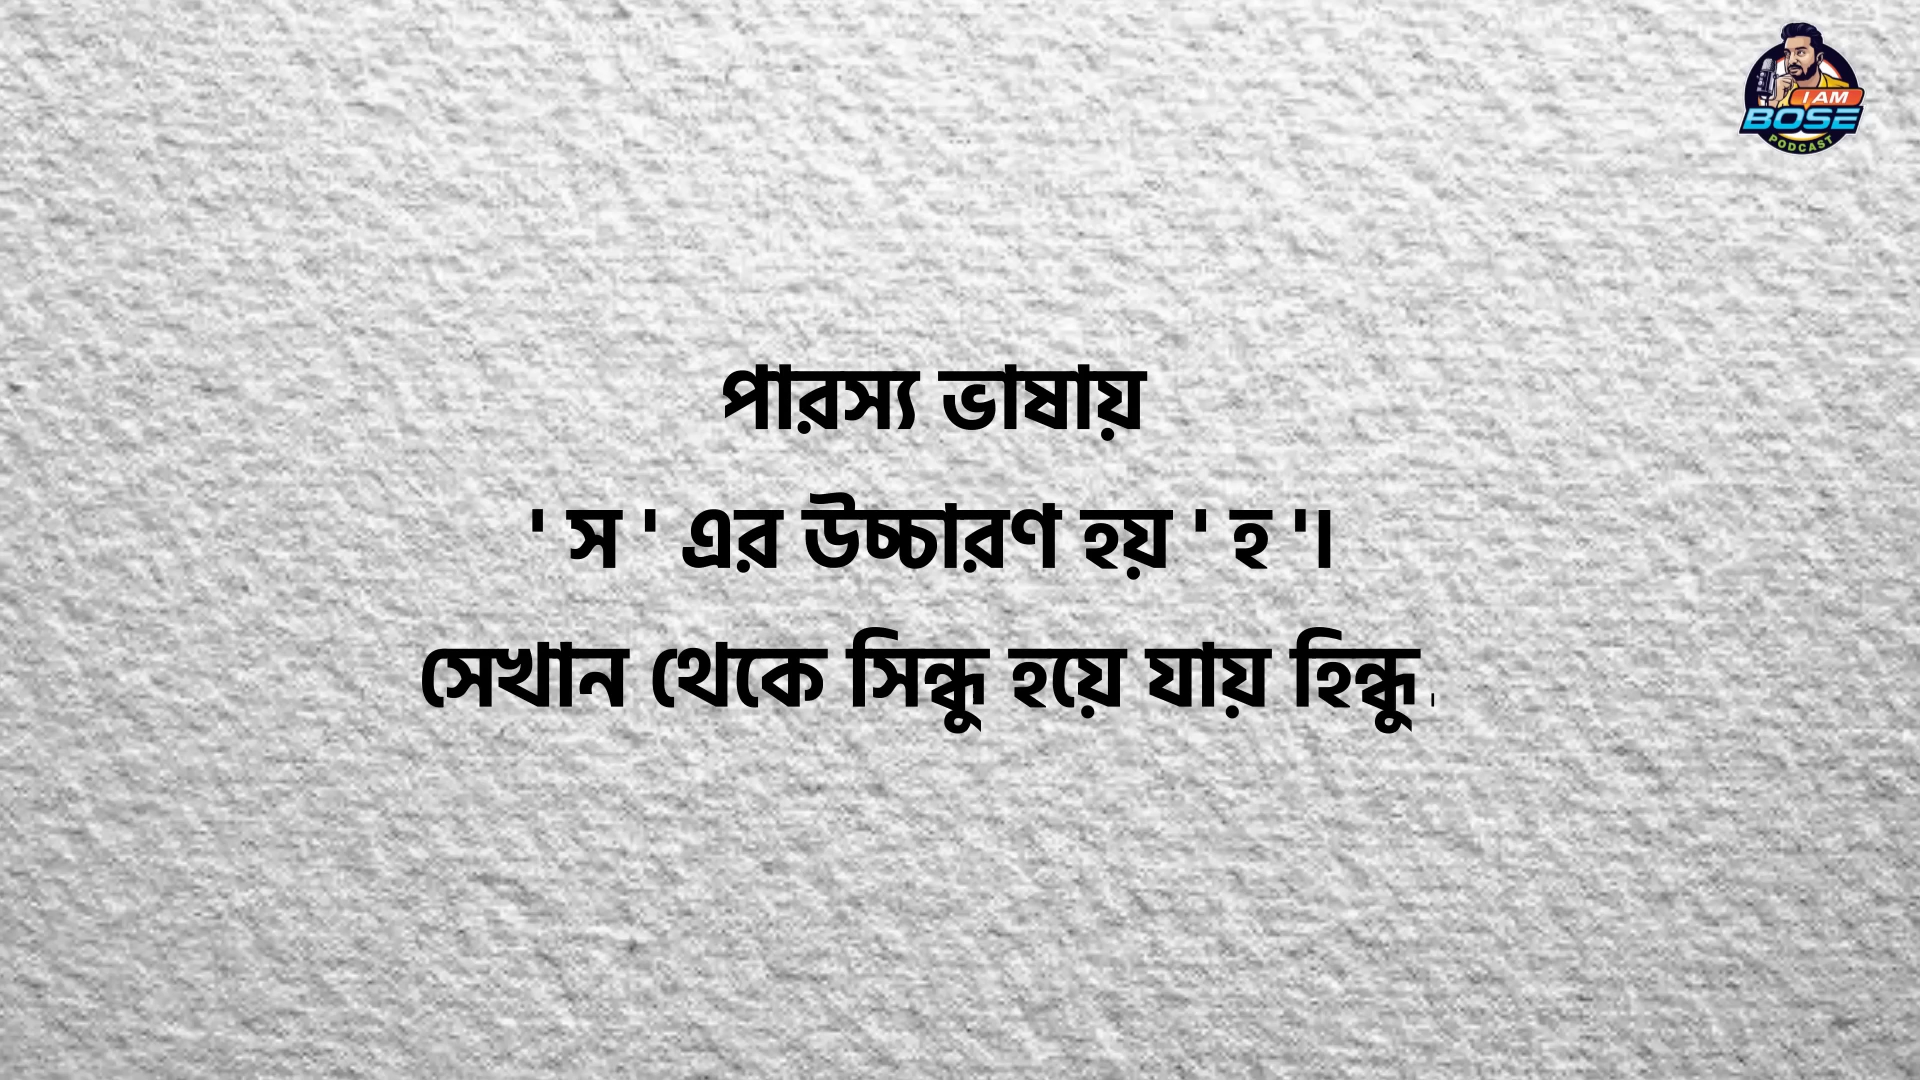 I AM
BOSE
PODCAST
পারস্য ভাষায়
' স ' এর উচ্চারণ হয় ' হ '।
সেখান থেকে সিন্ধু হয়ে যায় হিন্ধু